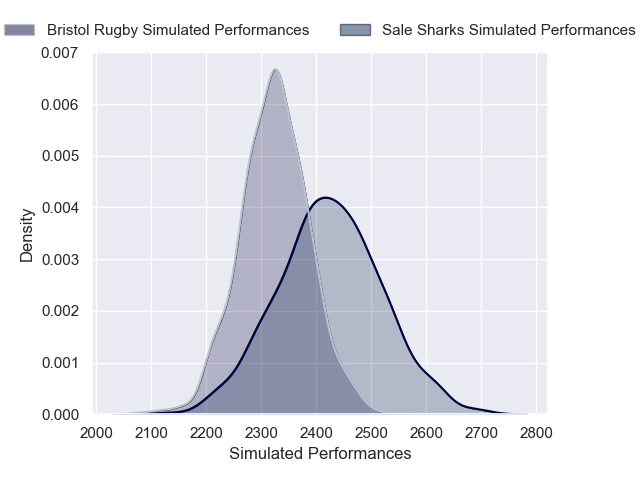 Bristol Rugby Simulated Performances
Sale Sharks Simulated Performances
0.007
0.006
0.005
0.004
0.003
0.002
0.001
0.000
Density
2000 2100 2200 2300 2400 2500 2600 2700 2800
Simulated Performances